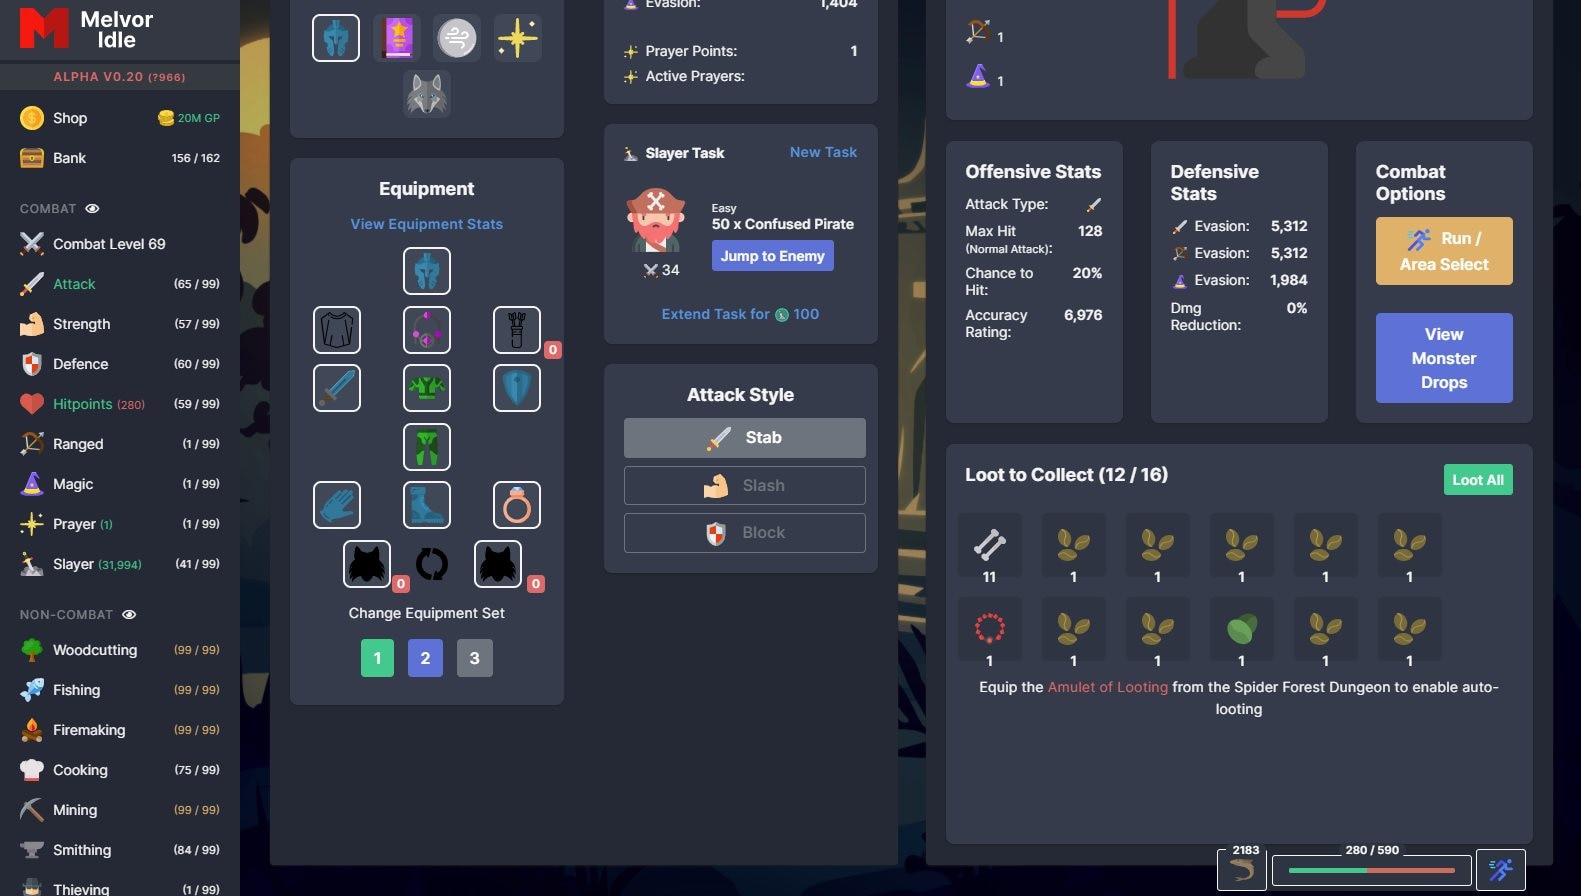 Melvor
Idle
ALPHA V0.20 (?966)
Shop 20M GP
Bank 156 / 162
COMBAT
Combat Level 69
Attack (65 / 99)
Strength (57 / 99)
Defence (60 / 99)
Hitpoints (280) (59 / 99)
Ranged (1 / 99)
Magic (1 / 99)
Prayer (1) (1 / 99)
Slayer (31,994) (41 / 99)
NON-COMBAT
Woodcutting (99 / 99)
Fishing (99 / 99)
Firemaking (99 / 99)
Cooking (75 / 99)
Mining (99 / 99)
Smithing (84 / 99)
Thieving (1 / 99)
Equipment
View Equipment Stats
0
0 0
Change Equipment Set
1 2 3
Evasion: 1,404
Prayer Points: 1
Active Prayers:
Slayer Task New Task
Easy
50 x Confused Pirate
Jump to Enemy
34
Extend Task for 100
Attack Style
Stab
Slash
Block
1
1
Offensive Stats
Attack Type:
Max Hit 128
(Normal Attack):
Chance to 20%
Hit:
Accuracy 6,976
Rating:
Defensive
Stats
Evasion: 5,312
Evasion: 5,312
Evasion: 1,984
Dmg 0%
Reduction:
Combat
Options
Run /
Area Select
View
Monster
Drops
Loot to Collect (12 / 16) Loot All
11 1 1 1 1 1
1 1 1 1 1 1
Equip the Amulet of Looting from the Spider Forest Dungeon to enable auto-
looting
2183 280 / 590